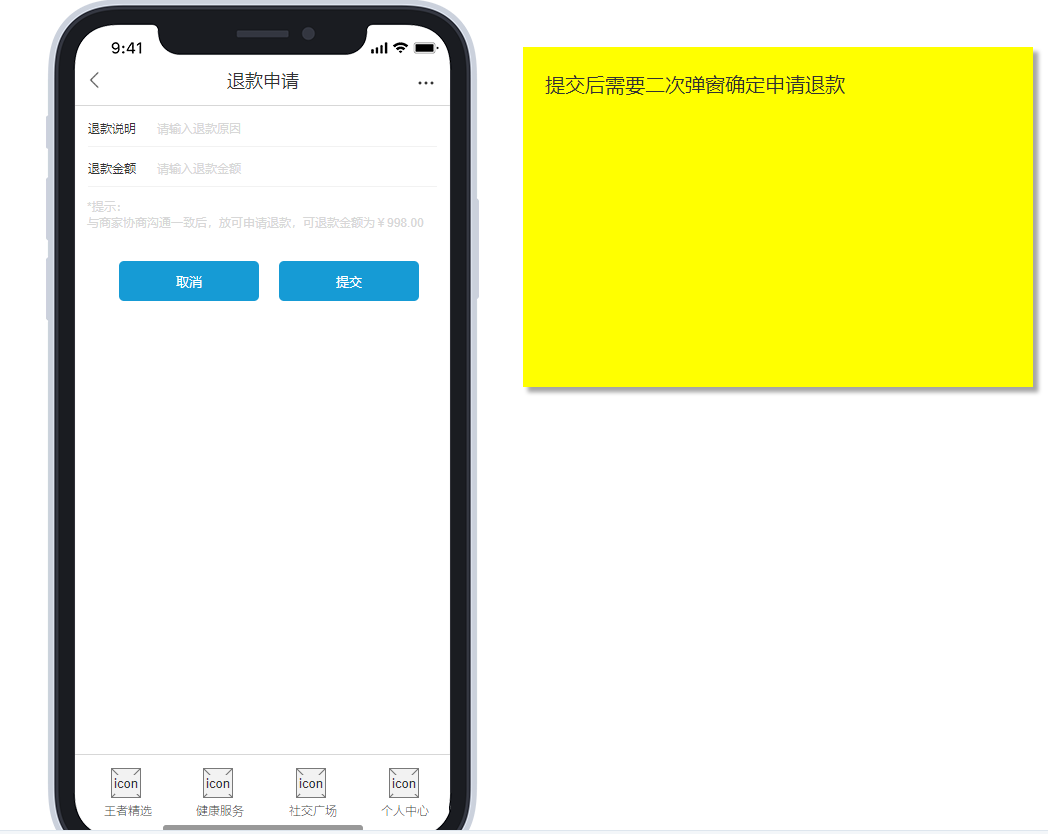 9:41
退款申请
退款说明 请输入退款原因
退款金额 请输入退款金额
*提示：
与商家协商沟通一致后，放可申请退款，可退款金额为￥998.00
取消 提交
icon icon icon icon
王者精选 健康服务 社交广场 个人中心
提交后需要二次弹窗确定申请退款